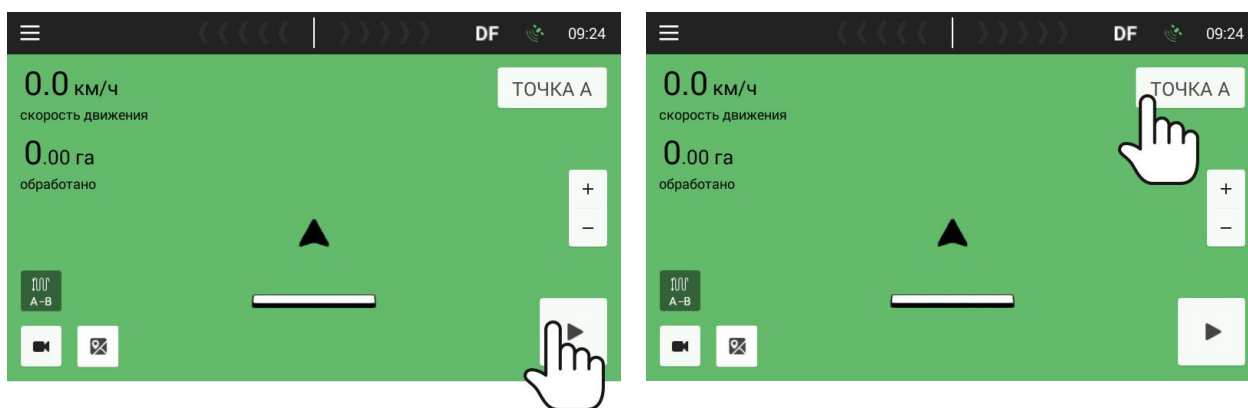 DF 09:24
0.0 км/ч
скорость движения
ТОЧКА А
0.00 га
обработано
+
−
A-B
DF 09:24
0.0 км/ч
скорость движения
ТОЧКА А
0.00 га
обработано
+
−
A-B